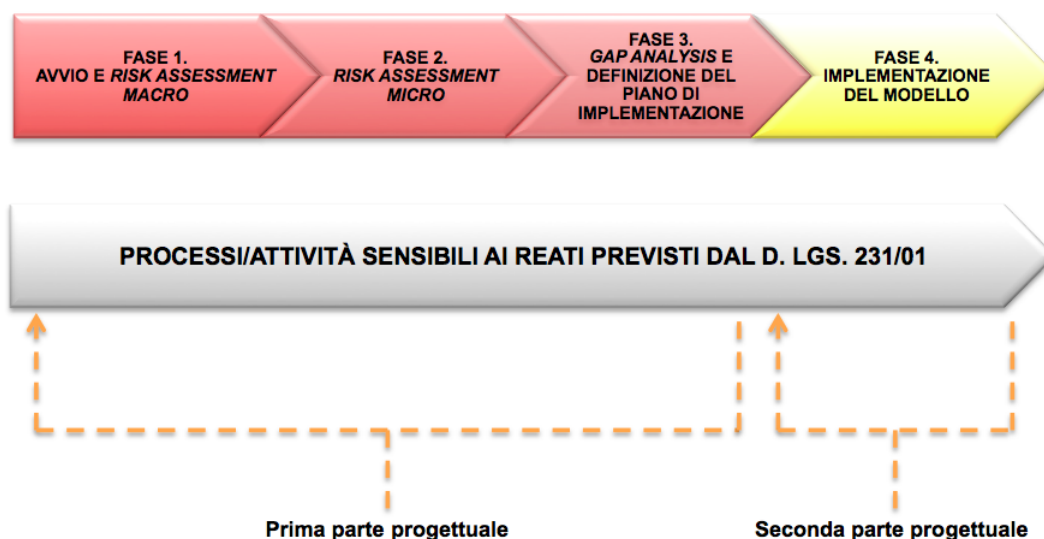 FASE 1.
AVVIO E RISK ASSESSMENT
MACRO
FASE 2.
RISK ASSESSMENT
MICRO
FASE 3.
GAP ANALYSIS E
DEFINIZIONE DEL
PIANO DI
IMPLEMENTAZIONE
FASE 4.
IMPLEMENTAZIONE
DEL MODELLO
PROCESSI/ATTIVITÀ SENSIBILI AI REATI PREVISTI DAL D. LGS. 231/01
Prima parte progettuale
Seconda parte progettuale